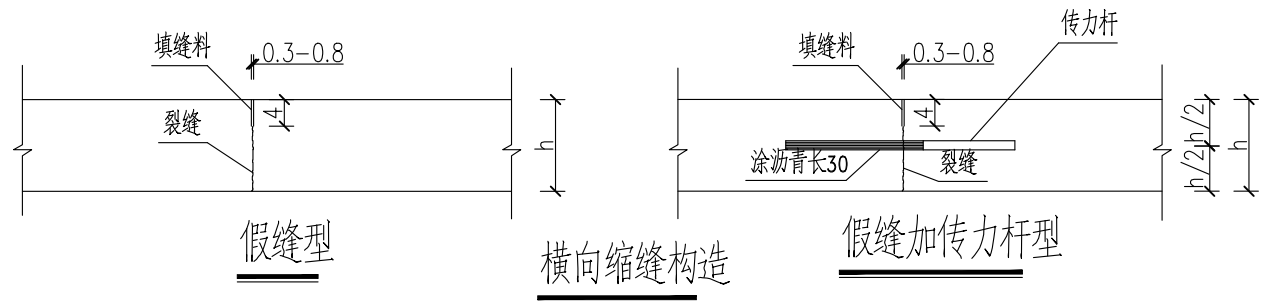 填缝料
0.3-0.8
4
裂缝
h
假缝型
横向缩缝构造
填缝料
0.3-0.8
传力杆
4
涂沥青长30
裂缝
h/2
h/2
h
假缝加传力杆型